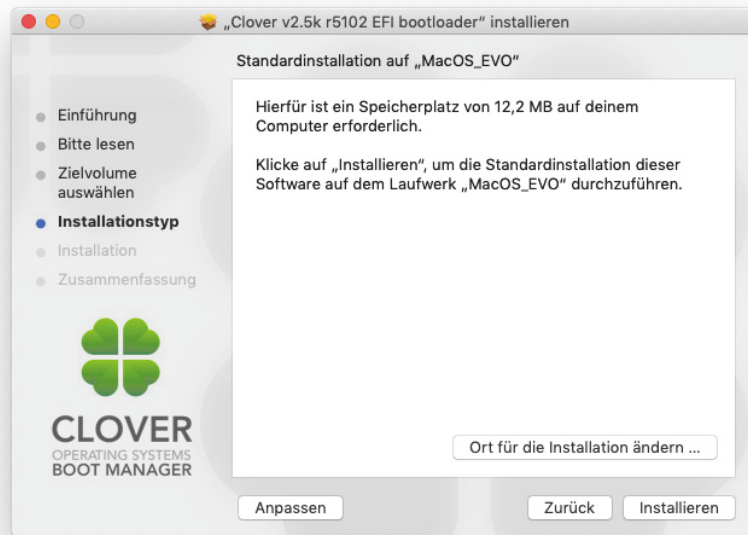 „Clover v2.5k r5102 EFI bootloader“ installieren
Standardinstallation auf „MacOS_EVO“
Einführung
Bitte lesen
Zielvolume
auswählen
Installationstyp
Installation
Zusammenfassung
Hierfür ist ein Speicherplatz von 12,2 MB auf deinem
Computer erforderlich.
Klicke auf „Installieren“, um die Standardinstallation dieser
Software auf dem Laufwerk „MacOS_EVO“ durchzuführen.
CLOVER
OPERATING SYSTEMS
BOOT MANAGER
Ort für die Installation ändern ...
Anpassen
Zurück
Installieren